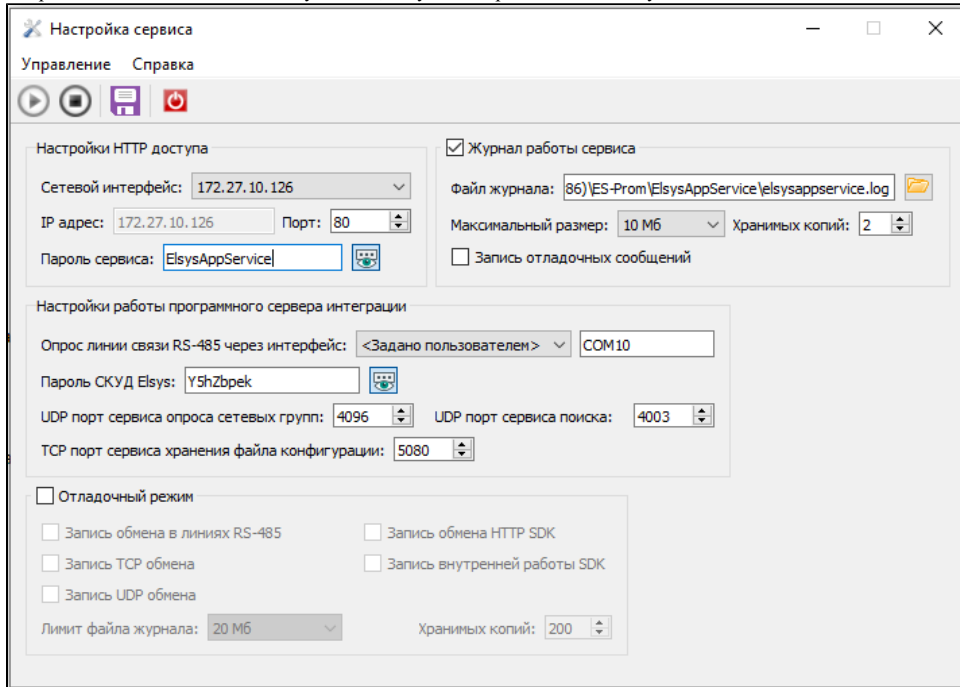 Настройка сервиса
Управление Справка
Настройки HTTP доступа
Сетевой интерфейс: 172.27.10.126
IP адрес: 172.27.10.126 Порт: 80
Пароль сервиса: ElsysAppService
Журнал работы сервиса
Файл журнала: 86)\ES-Prom\ElsysAppService\elsysappservice.log
Максимальный размер: 10 Мб Хранимых копий: 2
Запись отладочных сообщений
Настройки работы программного сервера интеграции
Опрос линии связи RS-485 через интерфейс: <Задано пользователем> COM10
Пароль СКУД Elsys: Y5hZbpek
UDP порт сервиса опроса сетевых групп: 4096 UDP порт сервиса поиска: 4003
TCP порт сервиса хранения файла конфигурации: 5080
Отладочный режим
Запись обмена в линиях RS-485 Запись обмена HTTP SDK
Запись TCP обмена Запись внутренней работы SDK
Запись UDP обмена
Лимит файла журнала: 20 Мб Хранимых копий: 200